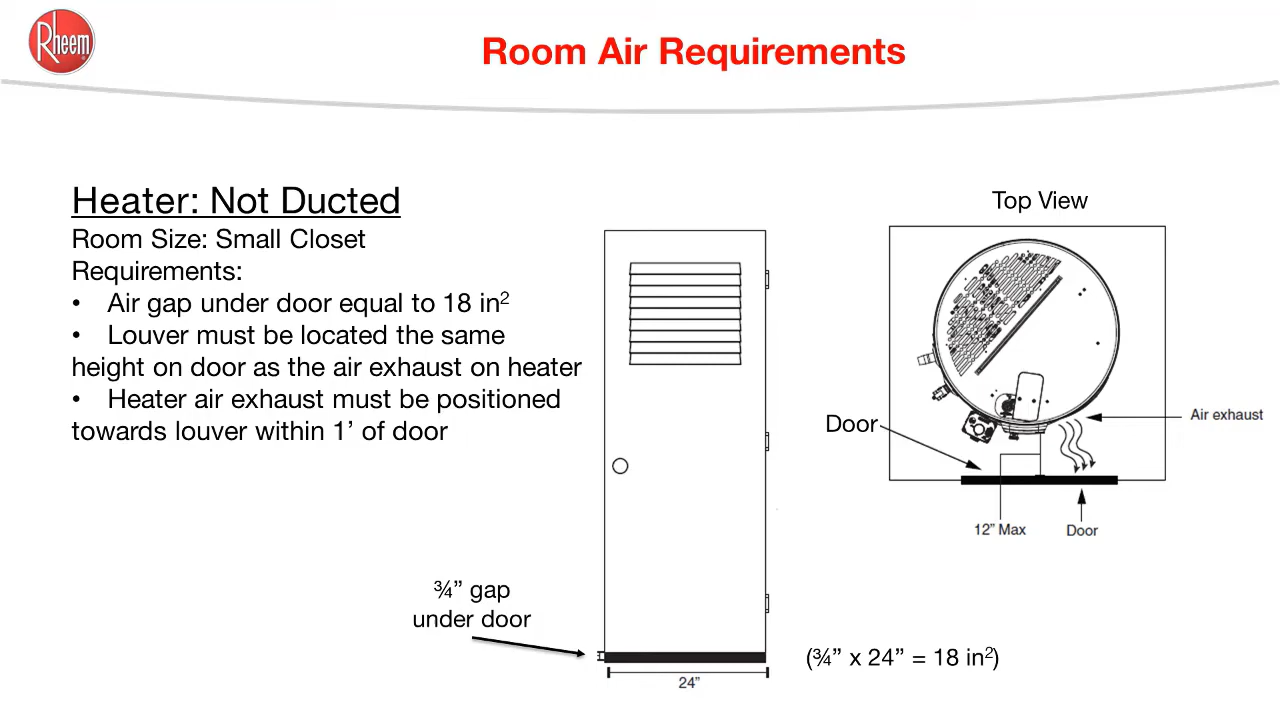 Rheem
Room Air Requirements
Heater: Not Ducted
Room Size: Small Closet
Requirements:
• Air gap under door equal to 18 in²
• Louver must be located the same
height on door as the air exhaust on heater
• Heater air exhaust must be positioned
towards louver within 1’ of door
Top View
Air exhaust
Door
12” Max
Door
¾” gap
under door
(¾” x 24” = 18 in²)
24”